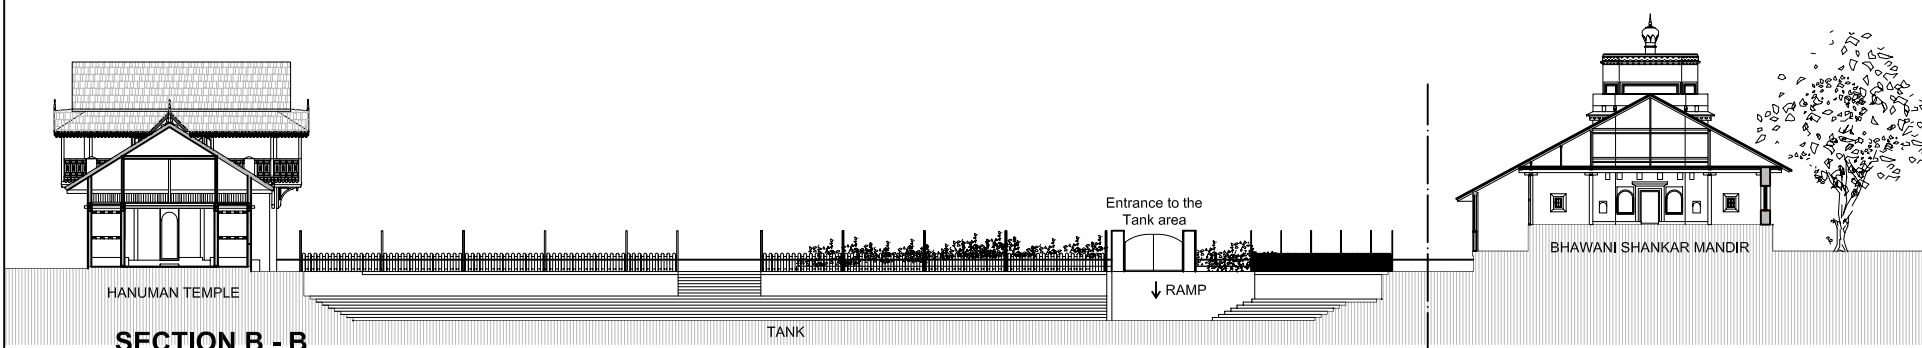 Entrance to the
Tank area
BHAWANI SHANKAR MANDIR
HANUMAN TEMPLE
RAMP
TANK
SECTION B - B